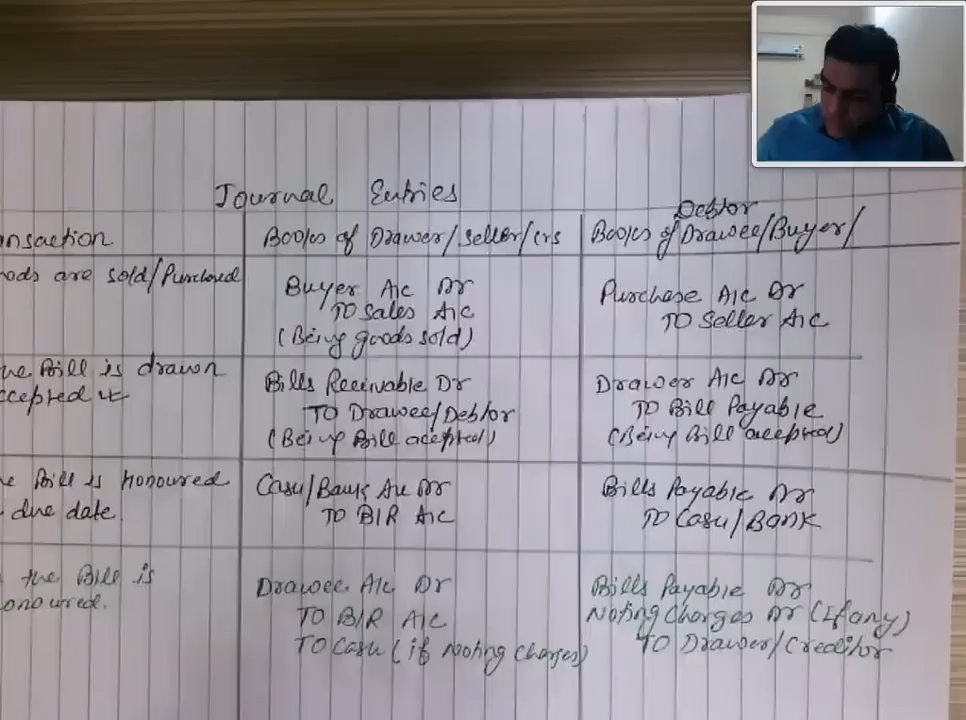 Journal Entries
Debtor
nsaction Books of Drawer/Seller/crs Books of Drawee/Buyer/
ods are sold/Purchased
Buyer A/c Dr
To Sales A/c
(Being goods sold)
Purchase A/c Dr
To Seller A/c
he Bill is drawn
ccepted it
Bills Receivable Dr
To Drawee/Debtor
(Being Bill accepted)
Drawer A/c Dr
To Bill Payable
(Being Bill accepted)
e Bill is honoured
due date.
Cash/Bank A/c Dr
To B/R A/c
Bills Payable Dr
To Cash/Bank
the Bill is
onoured.
Drawee A/c Dr
To B/R A/c
To Cash (if Noting Charges)
Bills Payable Dr
Noting Charges Dr (If any)
To Drawer/Creditor